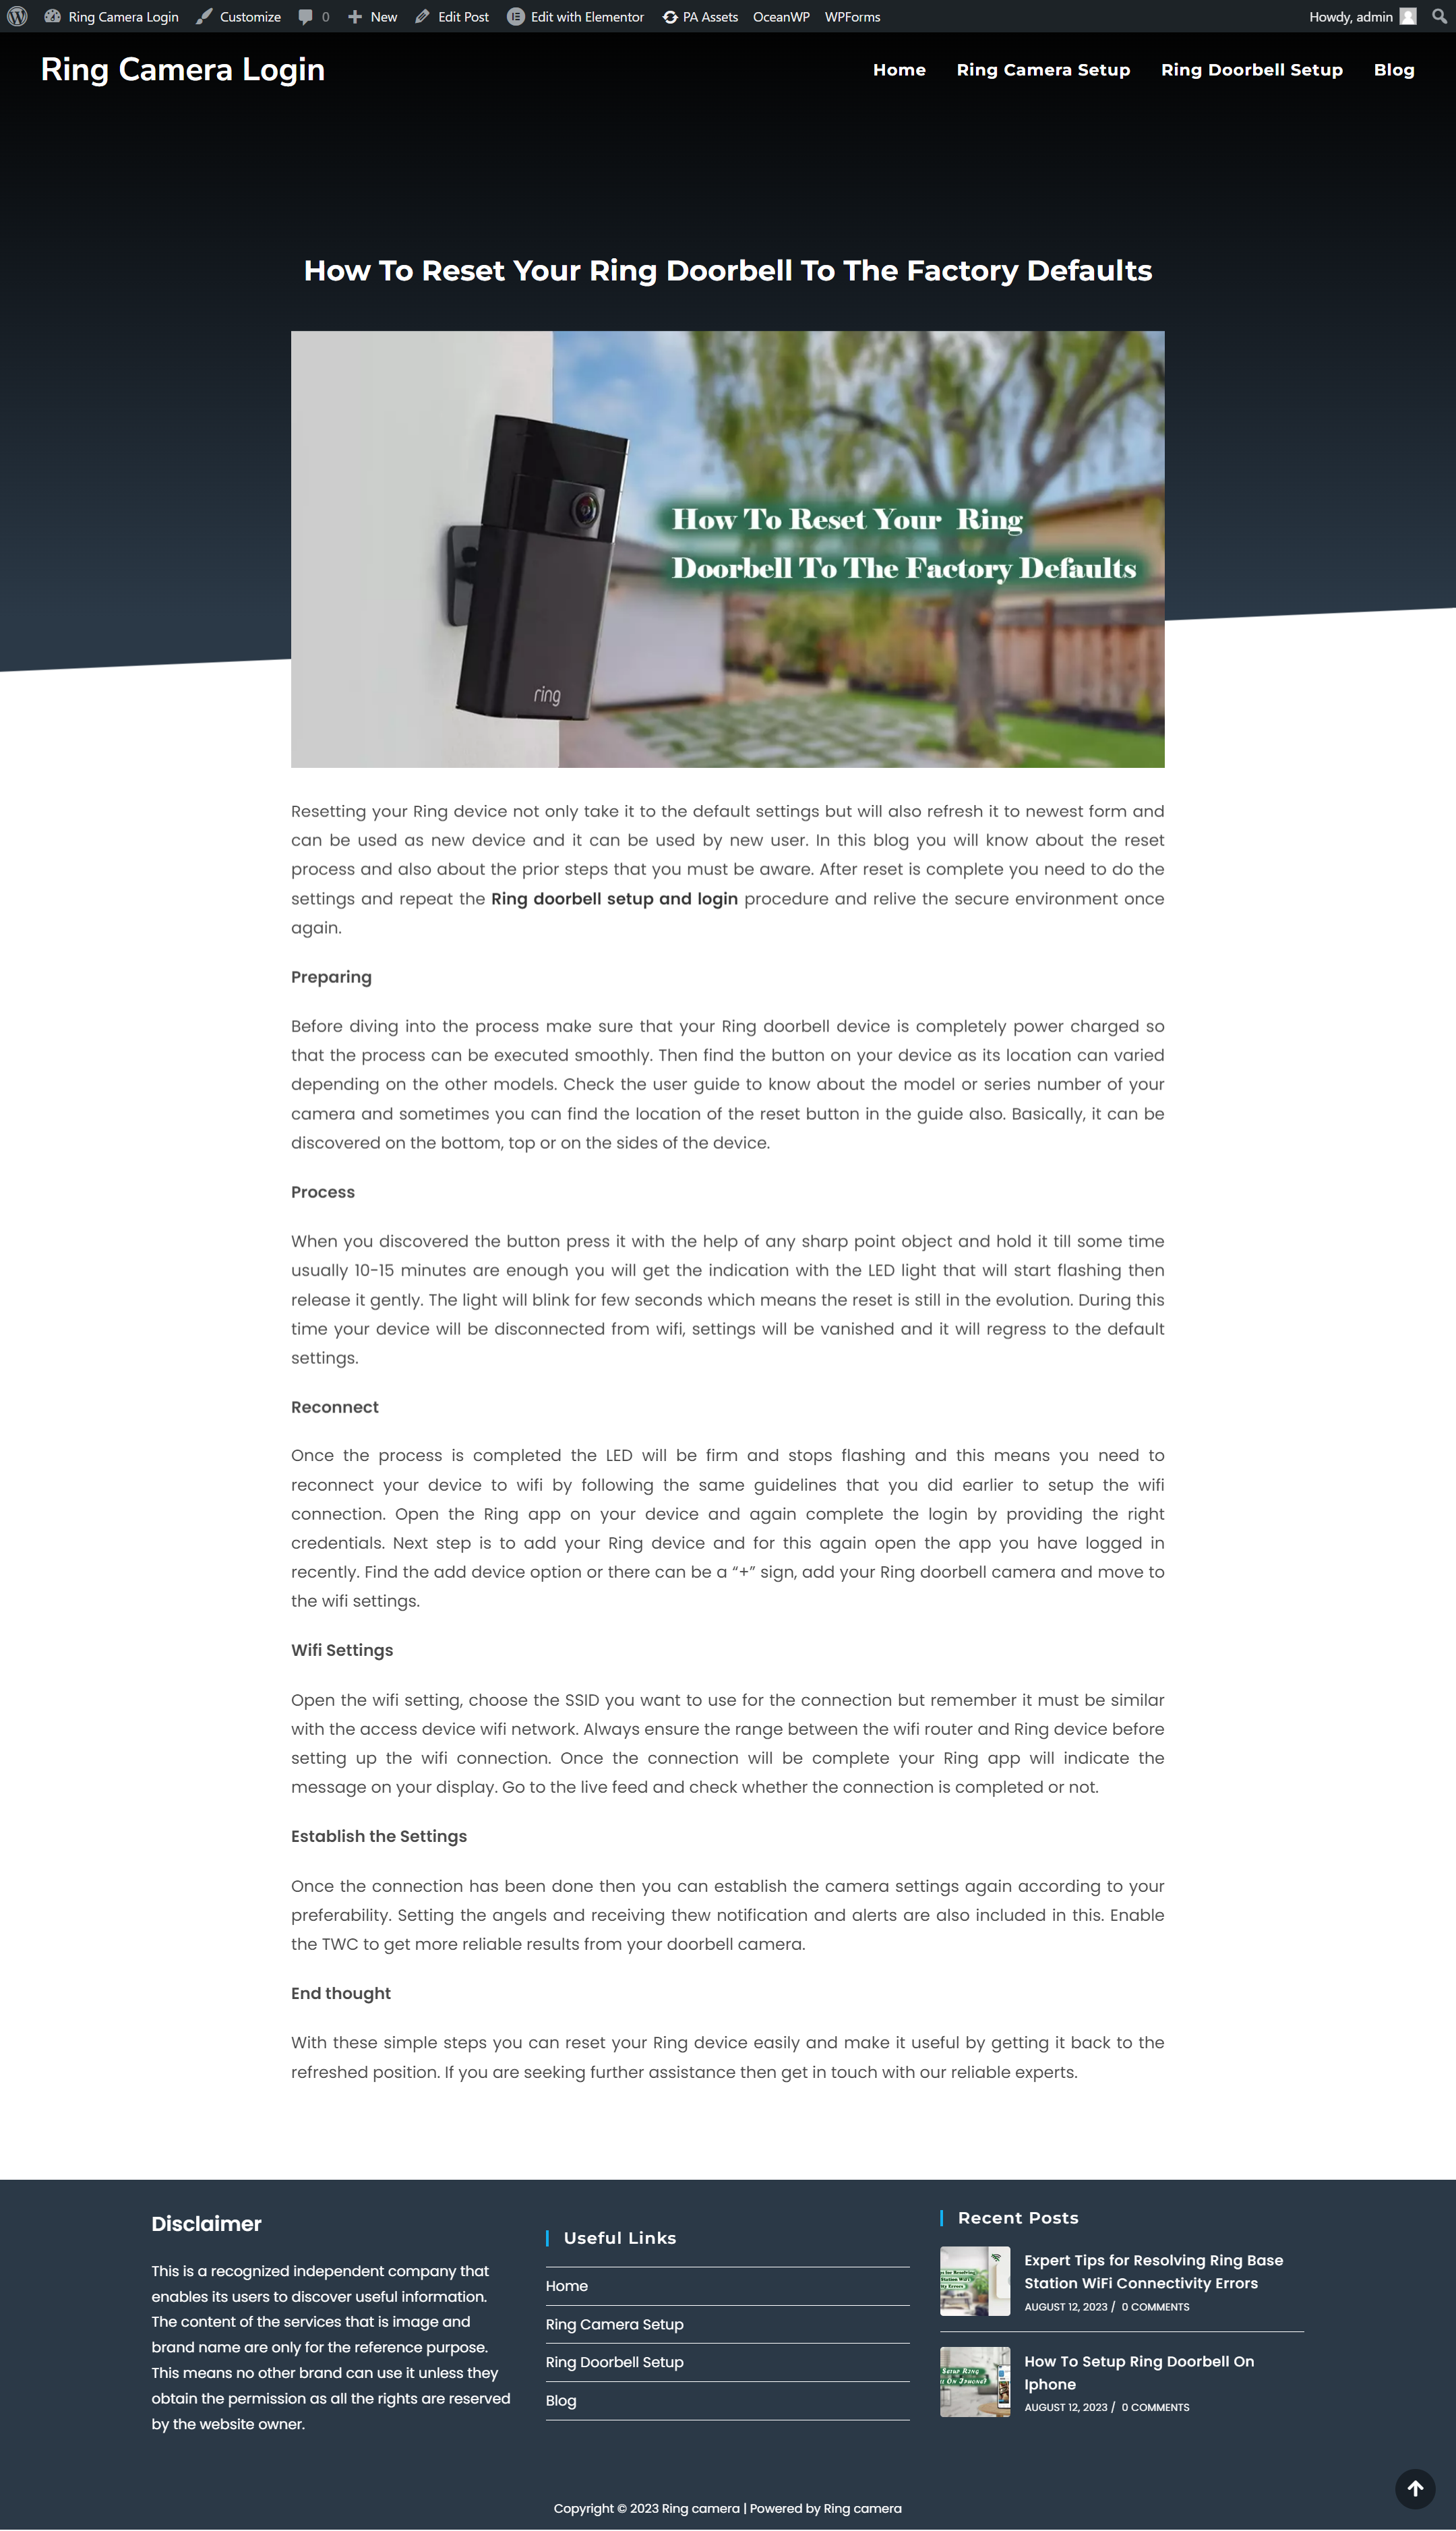 Ring Camera Login Customize 0 New Edit Post Edit with Elementor PA Assets OceanWP WPForms Howdy, admin
Ring Camera Login
Home Ring Camera Setup Ring Doorbell Setup Blog
How To Reset Your Ring Doorbell To The Factory Defaults
How To Reset Your Ring
Doorbell To The Factory Defaults
ring
Resetting your Ring device not only take it to the default settings but will also refresh it to newest form and
can be used as new device and it can be used by new user. In this blog you will know about the reset
process and also about the prior steps that you must be aware. After reset is complete you need to do the
settings and repeat the Ring doorbell setup and login procedure and relive the secure environment once
again.
Preparing
Before diving into the process make sure that your Ring doorbell device is completely power charged so
that the process can be executed smoothly. Then find the button on your device as its location can varied
depending on the other models. Check the user guide to know about the model or series number of your
camera and sometimes you can find the location of the reset button in the guide also. Basically, it can be
discovered on the bottom, top or on the sides of the device.
Process
When you discovered the button press it with the help of any sharp point object and hold it till some time
usually 10-15 minutes are enough you will get the indication with the LED light that will start flashing then
release it gently. The light will blink for few seconds which means the reset is still in the evolution. During this
time your device will be disconnected from wifi, settings will be vanished and it will regress to the default
settings.
Reconnect
Once the process is completed the LED will be firm and stops flashing and this means you need to
reconnect your device to wifi by following the same guidelines that you did earlier to setup the wifi
connection. Open the Ring app on your device and again complete the login by providing the right
credentials. Next step is to add your Ring device and for this again open the app you have logged in
recently. Find the add device option or there can be a “+” sign, add your Ring doorbell camera and move to
the wifi settings.
Wifi Settings
Open the wifi setting, choose the SSID you want to use for the connection but remember it must be similar
with the access device wifi network. Always ensure the range between the wifi router and Ring device before
setting up the wifi connection. Once the connection will be complete your Ring app will indicate the
message on your display. Go to the live feed and check whether the connection is completed or not.
Establish the Settings
Once the connection has been done then you can establish the camera settings again according to your
preferability. Setting the angels and receiving thew notification and alerts are also included in this. Enable
the TWC to get more reliable results from your doorbell camera.
End thought
With these simple steps you can reset your Ring device easily and make it useful by getting it back to the
refreshed position. If you are seeking further assistance then get in touch with our reliable experts.
Disclaimer
This is a recognized independent company that
enables its users to discover useful information.
The content of the services that is image and
brand name are only for the reference purpose.
This means no other brand can use it unless they
obtain the permission as all the rights are reserved
by the website owner.
Useful Links
Home
Ring Camera Setup
Ring Doorbell Setup
Blog
Recent Posts
Expert Tips for Resolving Ring Base
Station WiFi Connectivity Errors
AUGUST 12, 2023 / 0 COMMENTS
How To Setup Ring Doorbell On
Iphone
AUGUST 12, 2023 / 0 COMMENTS
Copyright © 2023 Ring camera | Powered by Ring camera